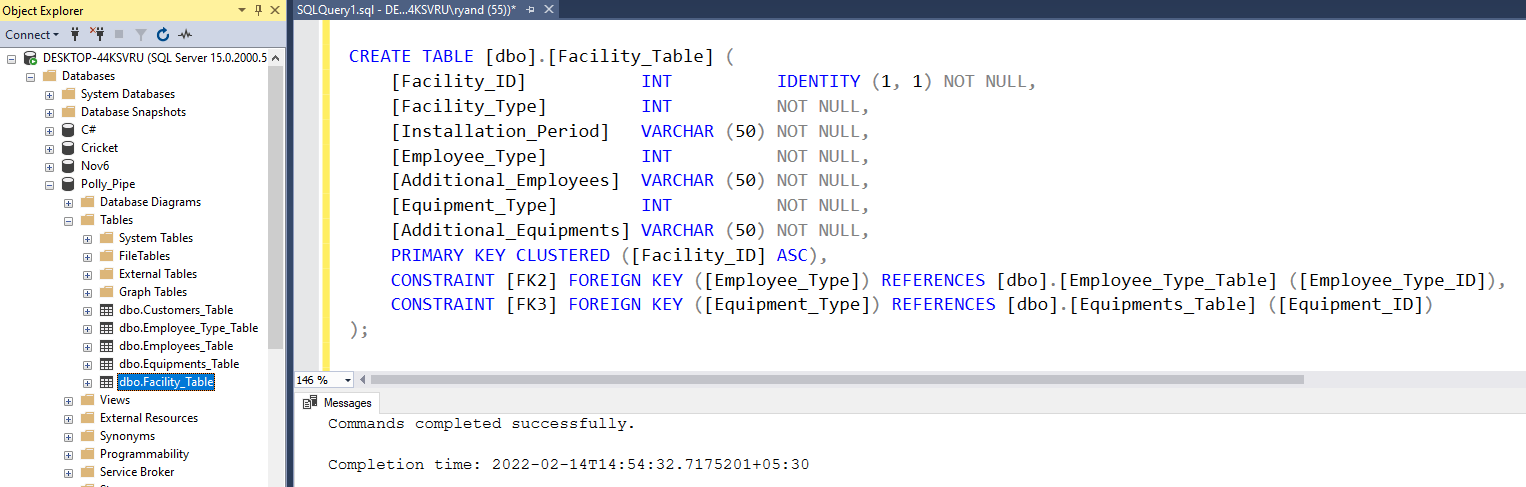 Object Explorer
Connect
DESKTOP-44KSVRU (SQL Server 15.0.2000.5
Databases
System Databases
Database Snapshots
C#
Cricket
Nov6
Polly_Pipe
Database Diagrams
Tables
System Tables
FileTables
External Tables
Graph Tables
dbo.Customers_Table
dbo.Employee_Type_Table
dbo.Employees_Table
dbo.Equipments_Table
dbo.Facility_Table
Views
External Resources
Synonyms
Programmability
Service Broker
SQLQuery1.sql - DE...4KSVRU\ryand (55))*
CREATE TABLE [dbo].[Facility_Table] (
[Facility_ID] INT IDENTITY (1, 1) NOT NULL,
[Facility_Type] INT NOT NULL,
[Installation_Period] VARCHAR (50) NOT NULL,
[Employee_Type] INT NOT NULL,
[Additional_Employees] VARCHAR (50) NOT NULL,
[Equipment_Type] INT NOT NULL,
[Additional_Equipments] VARCHAR (50) NOT NULL,
PRIMARY KEY CLUSTERED ([Facility_ID] ASC),
CONSTRAINT [FK2] FOREIGN KEY ([Employee_Type]) REFERENCES [dbo].[Employee_Type_Table] ([Employee_Type_ID]),
CONSTRAINT [FK3] FOREIGN KEY ([Equipment_Type]) REFERENCES [dbo].[Equipments_Table] ([Equipment_ID])
);
146 %
Messages
Commands completed successfully.
Completion time: 2022-02-14T14:54:32.7175201+05:30